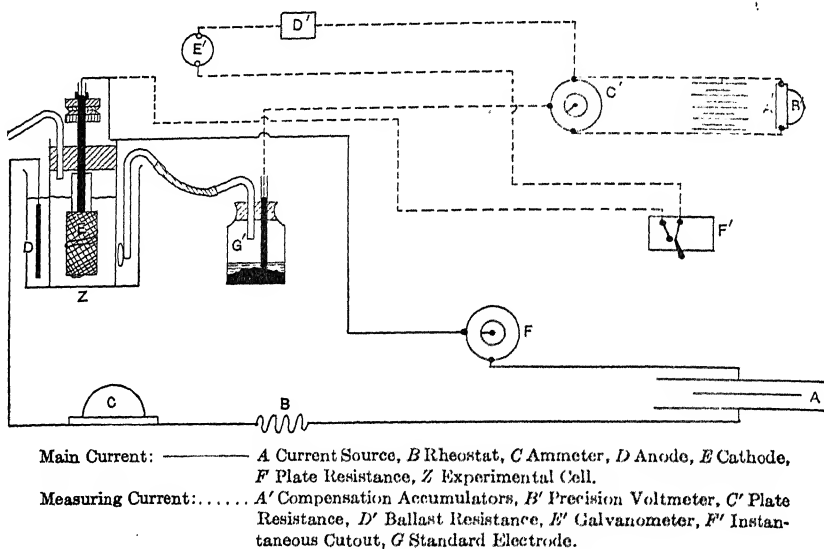 D'
E'
C'
A'
B'
F'
G'
D
E
Z
F
A
C
B
Main Current: ——— A Current Source, B Rheostat, C Ammeter, D Anode, E Cathode,
F Plate Resistance, Z Experimental Cell.
Measuring Current:...... A' Compensation Accumulators, B' Precision Voltmeter, C' Plate
Resistance, D' Ballast Resistance, E' Galvanometer, F' Instan-
taneous Cutout, G Standard Electrode.